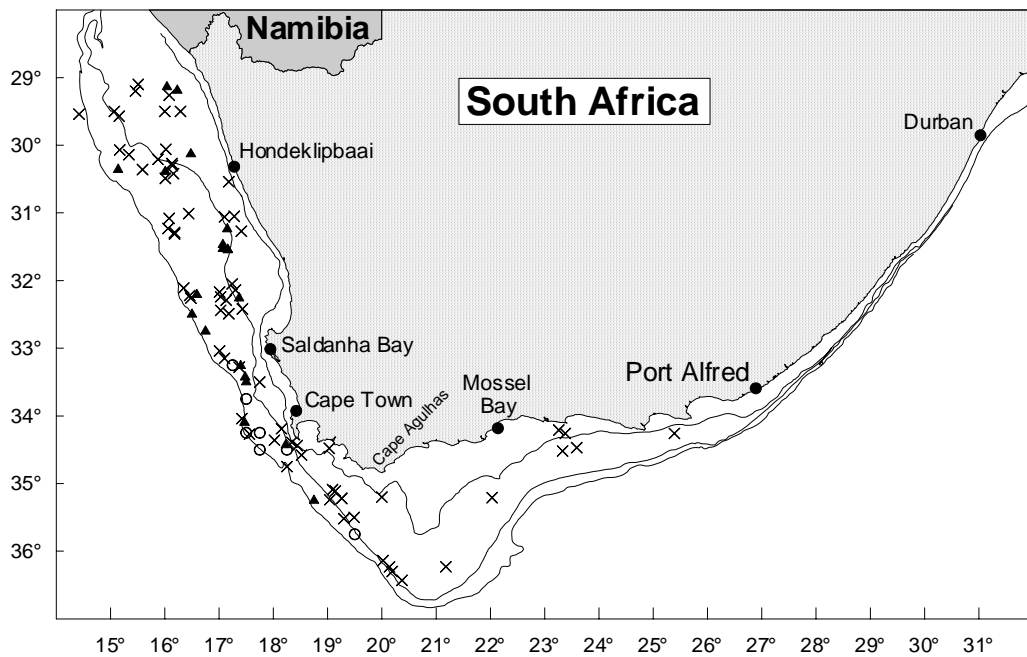 Namibia
29°
South Africa
Durban
30°
Hondeklipbaai
31°
32°
33°
Saldanha Bay
Port Alfred
Mossel
Bay
34°
Cape Town
Cape Agulhas
35°
36°
15° 16° 17° 18° 19° 20° 21° 22° 23° 24° 25° 26° 27° 28° 29° 30° 31°